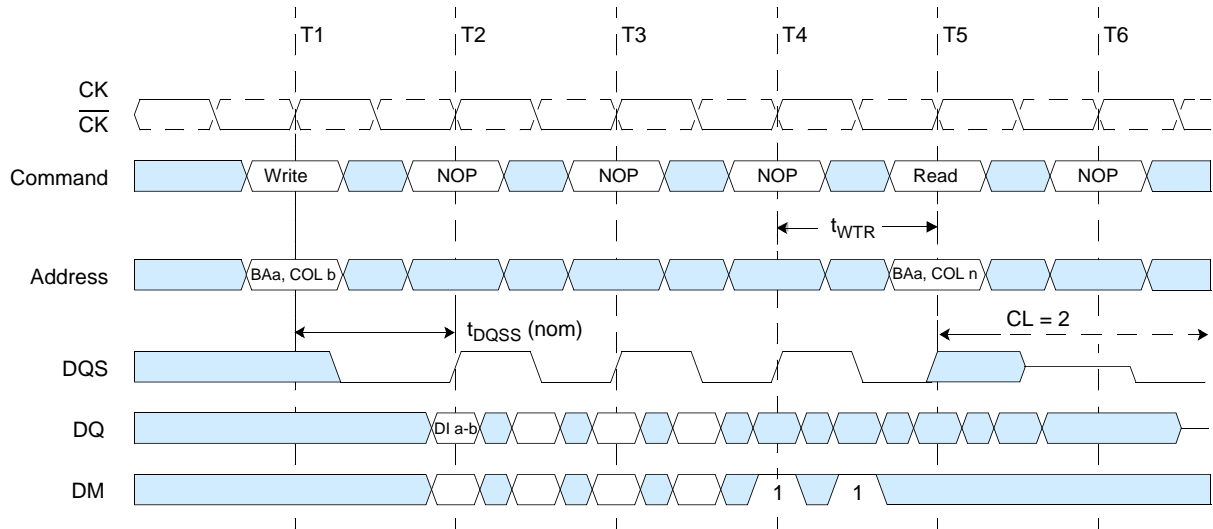 T1 T2 T3 T4 T5 T6
CK
CK
Command Write NOP NOP NOP Read NOP
tWTR
Address BAa, COL b BAa, COL n
tDQSS (nom) CL = 2
DQS
DQ DI a-b
DM 1 1